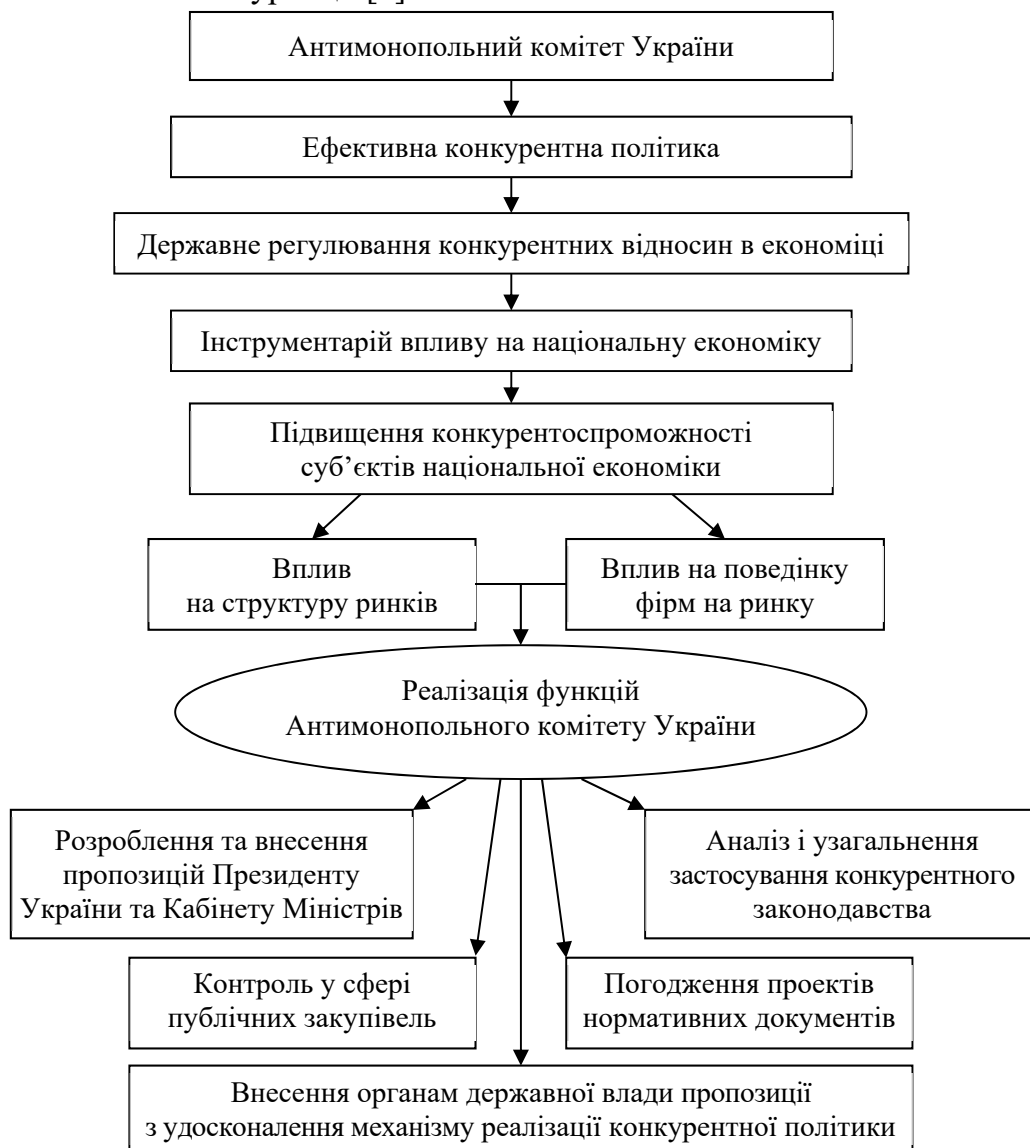 Антимонопольний комітет України
Ефективна конкурентна політика
Державне регулювання конкурентних відносин в економіці
Інструментарій впливу на національну економіку
Підвищення конкурентоспроможності
суб’єктів національної економіки
Вплив
на структуру ринків
Вплив на поведінку
фірм на ринку
Реалізація функцій
Антимонопольного комітету України
Розроблення та внесення
пропозицій Президенту
України та Кабінету Міністрів
Аналіз і узагальнення
застосування конкурентного
законодавства
Контроль у сфері
публічних закупівель
Погодження проектів
нормативних документів
Внесення органам державної влади пропозиції
з удосконалення механізму реалізації конкурентної політики